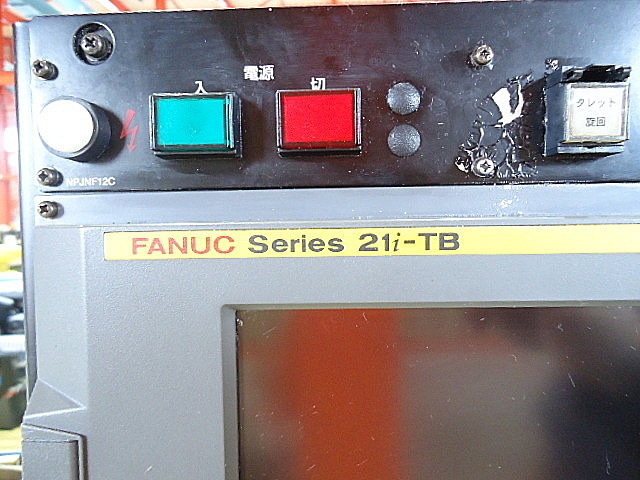 電源
入
切
タレット
旋回
NPJNF12C
FANUC Series 21i-TB